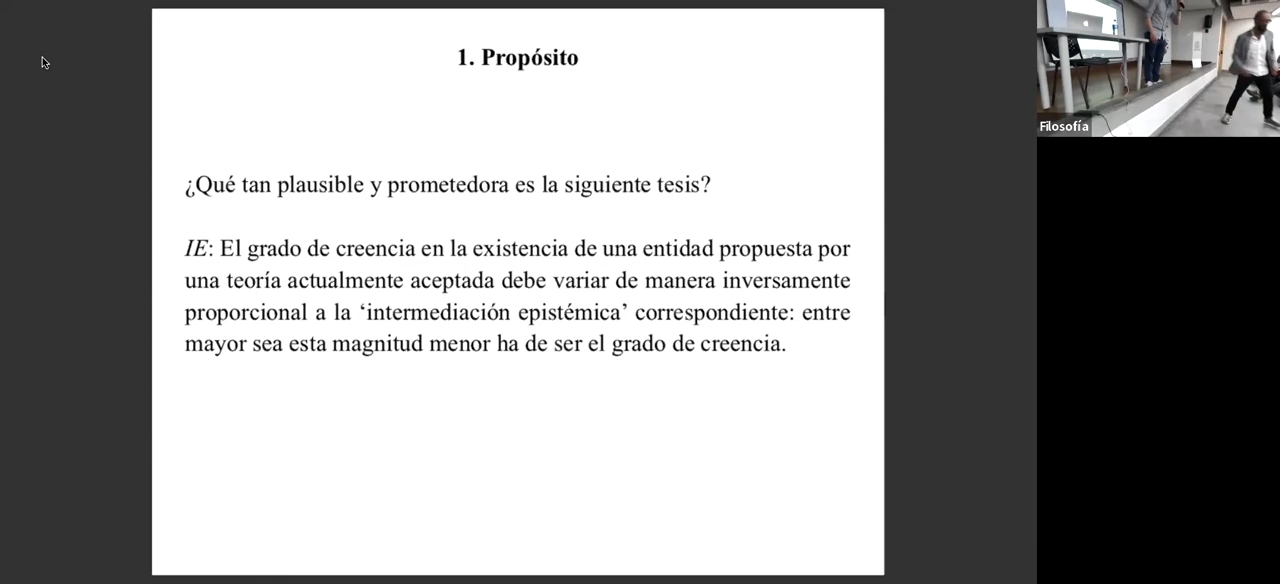 1. Propósito
¿Qué tan plausible y prometedora es la siguiente tesis?
IE: El grado de creencia en la existencia de una entidad propuesta por
una teoría actualmente aceptada debe variar de manera inversamente
proporcional a la ‘intermediación epistémica’ correspondiente: entre
mayor sea esta magnitud menor ha de ser el grado de creencia.
Filosofía